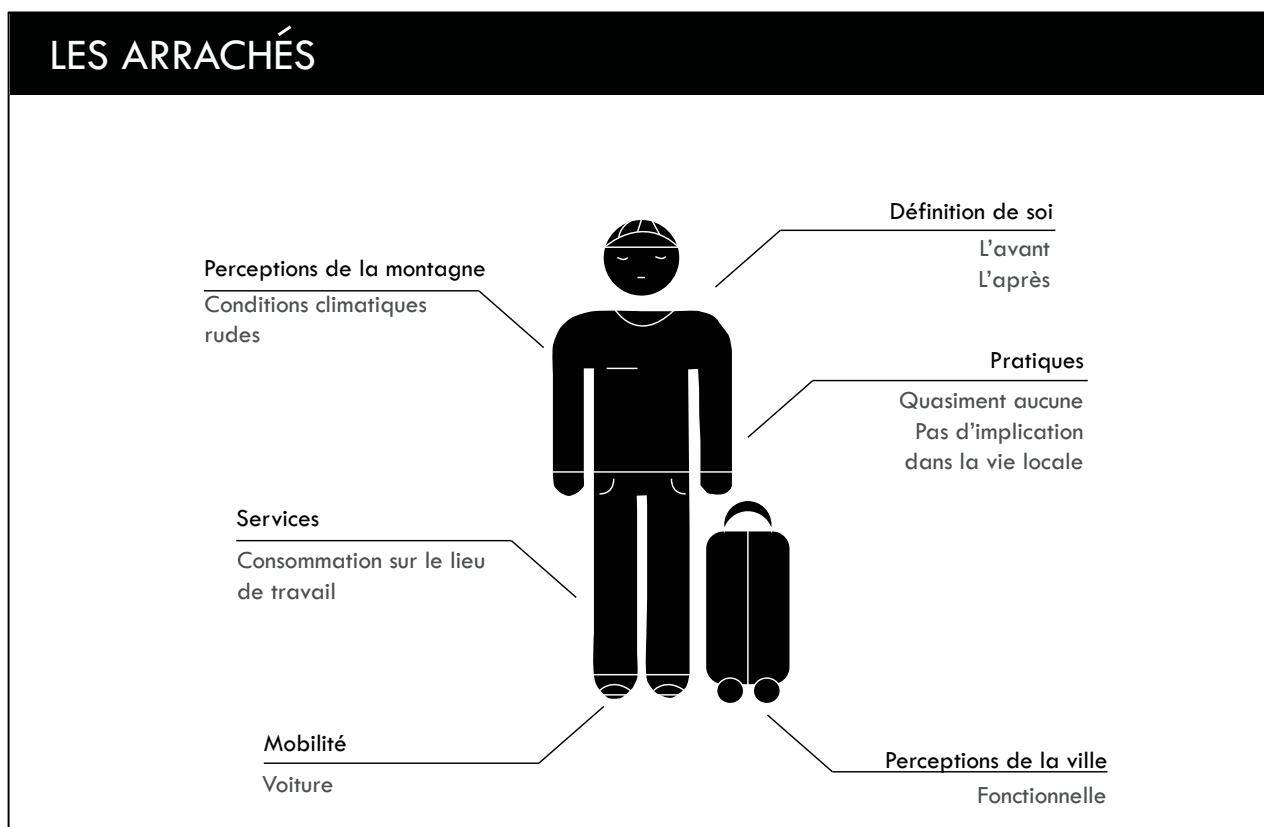 LES ARRACHÉS
Définition de soi
L'avant
L'après
Perceptions de la montagne
Conditions climatiques
rudes
Pratiques
Quasiment aucune
Pas d'implication
dans la vie locale
Services
Consommation sur le lieu
de travail
Mobilité
Voiture
Perceptions de la ville
Fonctionnelle